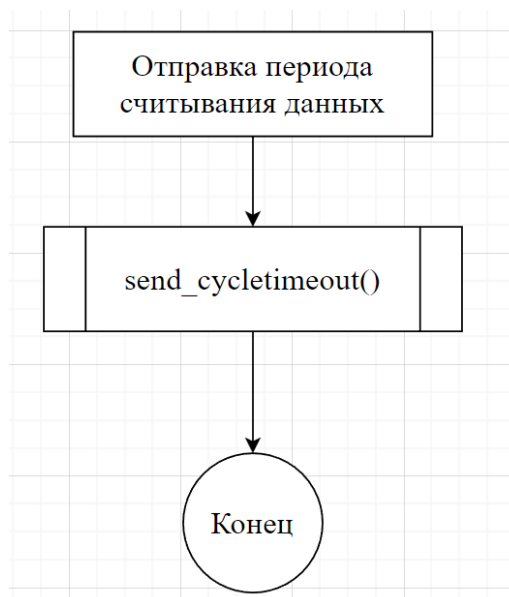 Отправка периода
считывания данных
send_cycletimeout()
Конец